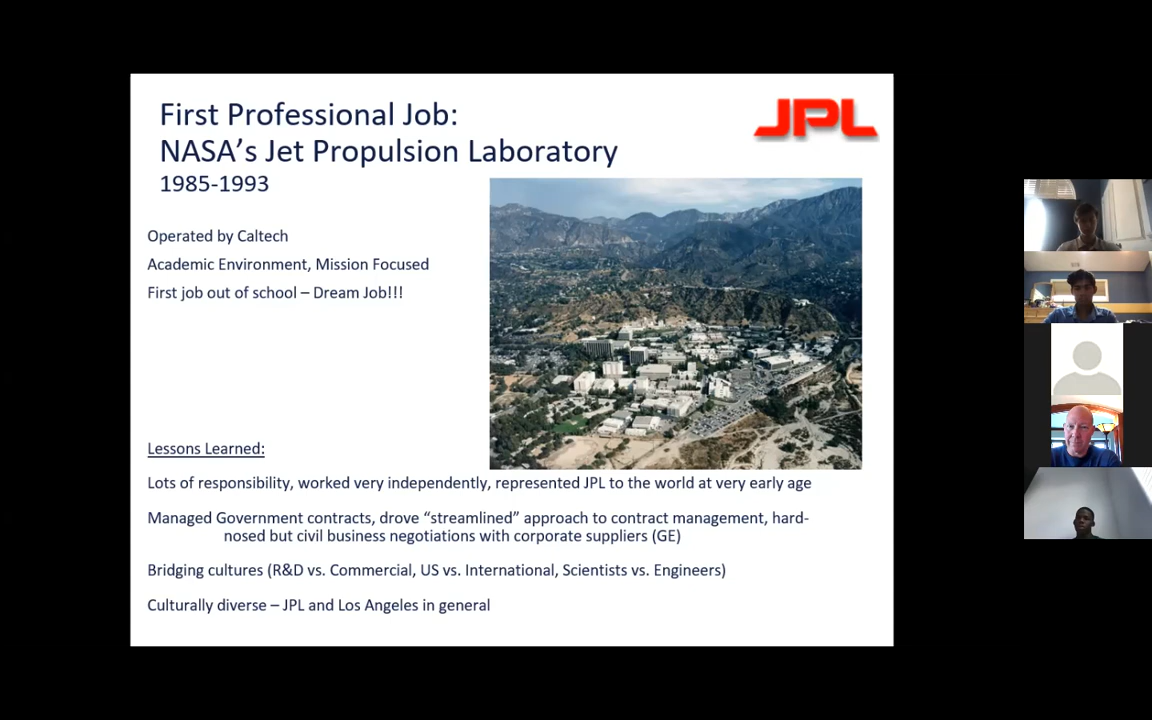 First Professional Job:
NASA's Jet Propulsion Laboratory
1985-1993
JPL
Operated by Caltech
Academic Environment, Mission Focused
First job out of school – Dream Job!!!
Lessons Learned:
Lots of responsibility, worked very independently, represented JPL to the world at very early age
Managed Government contracts, drove “streamlined” approach to contract management, hard-
nosed but civil business negotiations with corporate suppliers (GE)
Bridging cultures (R&D vs. Commercial, US vs. International, Scientists vs. Engineers)
Culturally diverse – JPL and Los Angeles in general